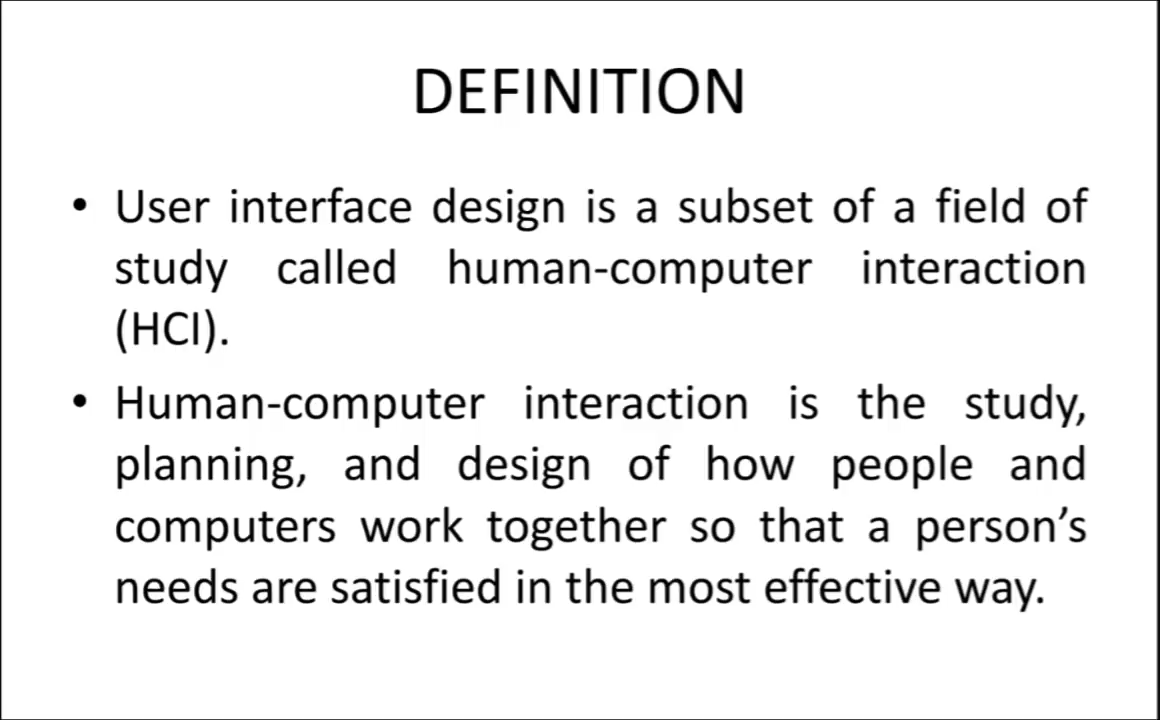 DEFINITION
• User interface design is a subset of a field of
study called human-computer interaction
(HCI).
• Human-computer interaction is the study,
planning, and design of how people and
computers work together so that a person’s
needs are satisfied in the most effective way.